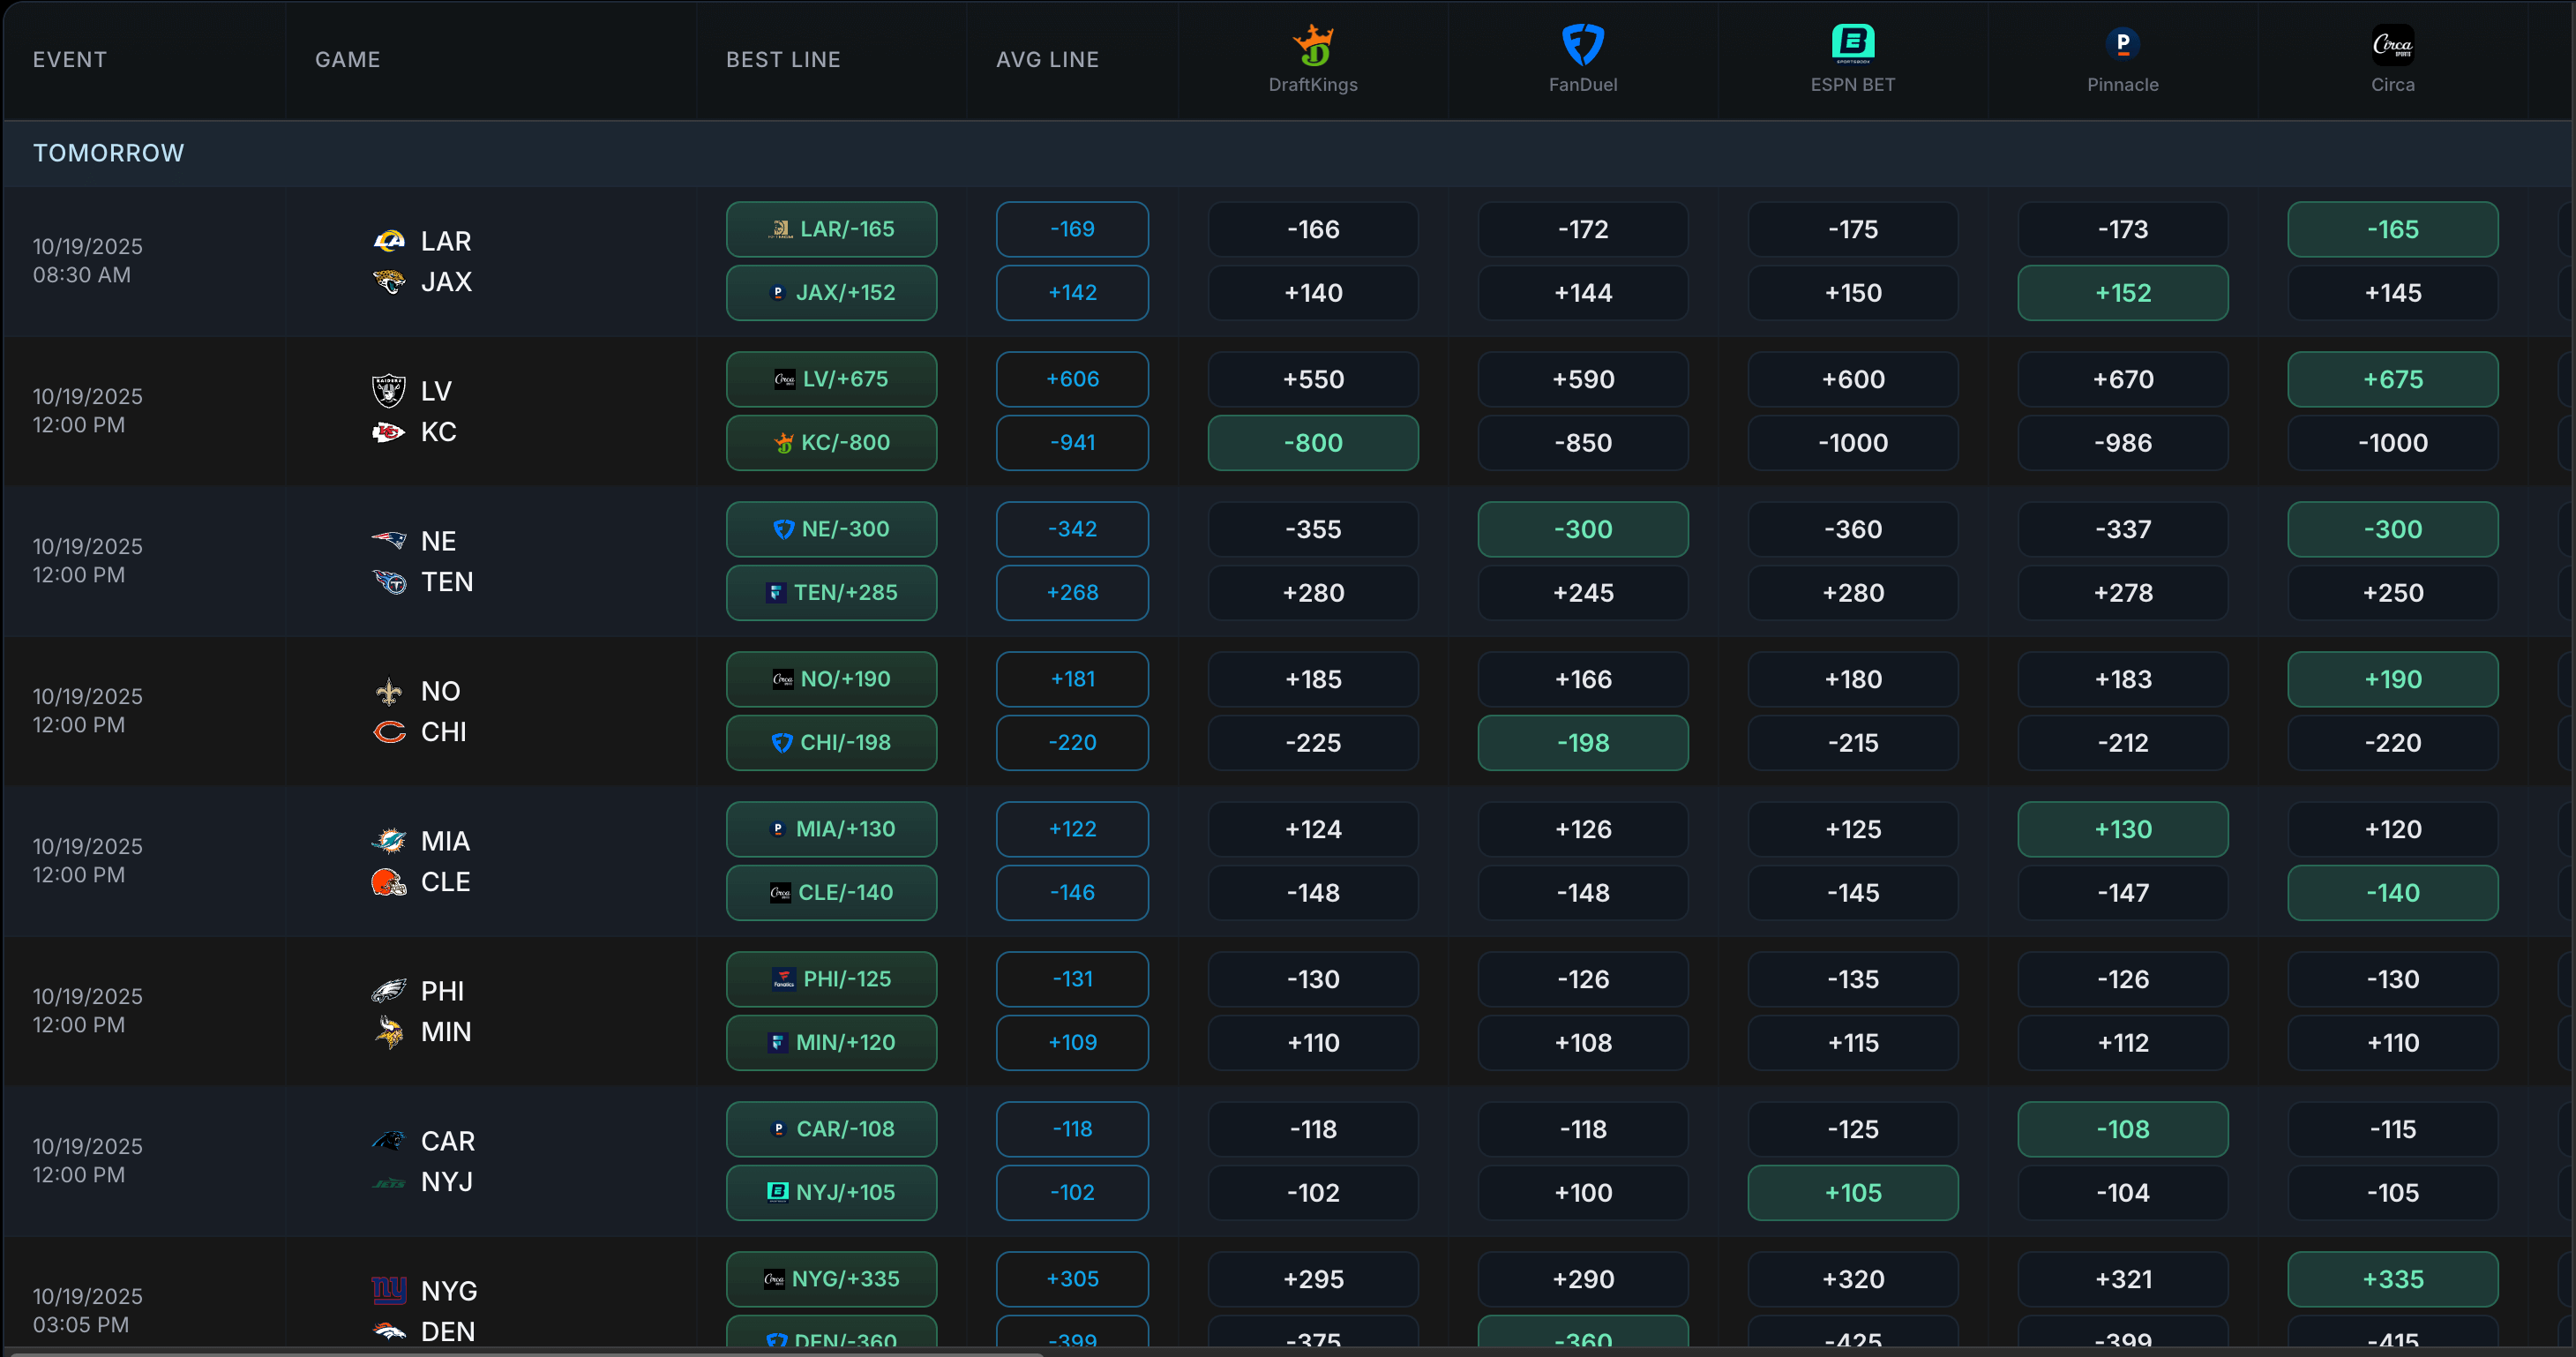 EVENT GAME BEST LINE AVG LINE DraftKings FanDuel ESPN BET Pinnacle Circa
TOMORROW
10/19/2025 08:30 AM
LAR LAR/-165 -169 -166 -172 -175 -173 -165
JAX JAX/+152 +142 +140 +144 +150 +152 +145
10/19/2025 12:00 PM
LV LV/+675 +606 +550 +590 +600 +670 +675
KC KC/-800 -941 -800 -850 -1000 -986 -1000
10/19/2025 12:00 PM
NE NE/-300 -342 -355 -300 -360 -337 -300
TEN TEN/+285 +268 +280 +245 +280 +278 +250
10/19/2025 12:00 PM
NO NO/+190 +181 +185 +166 +180 +183 +190
CHI CHI/-198 -220 -225 -198 -215 -212 -220
10/19/2025 12:00 PM
MIA MIA/+130 +122 +124 +126 +125 +130 +120
CLE CLE/-140 -146 -148 -148 -145 -147 -140
10/19/2025 12:00 PM
PHI PHI/-125 -131 -130 -126 -135 -126 -130
MIN MIN/+120 +109 +110 +108 +115 +112 +110
10/19/2025 12:00 PM
CAR CAR/-108 -118 -118 -118 -125 -108 -115
NYJ NYJ/+105 -102 -102 +100 +105 -104 -105
10/19/2025 03:05 PM
NYG NYG/+335 +305 +295 +290 +320 +321 +335
DEN DEN/-360 -399 -375 -360 -425 -399 -415